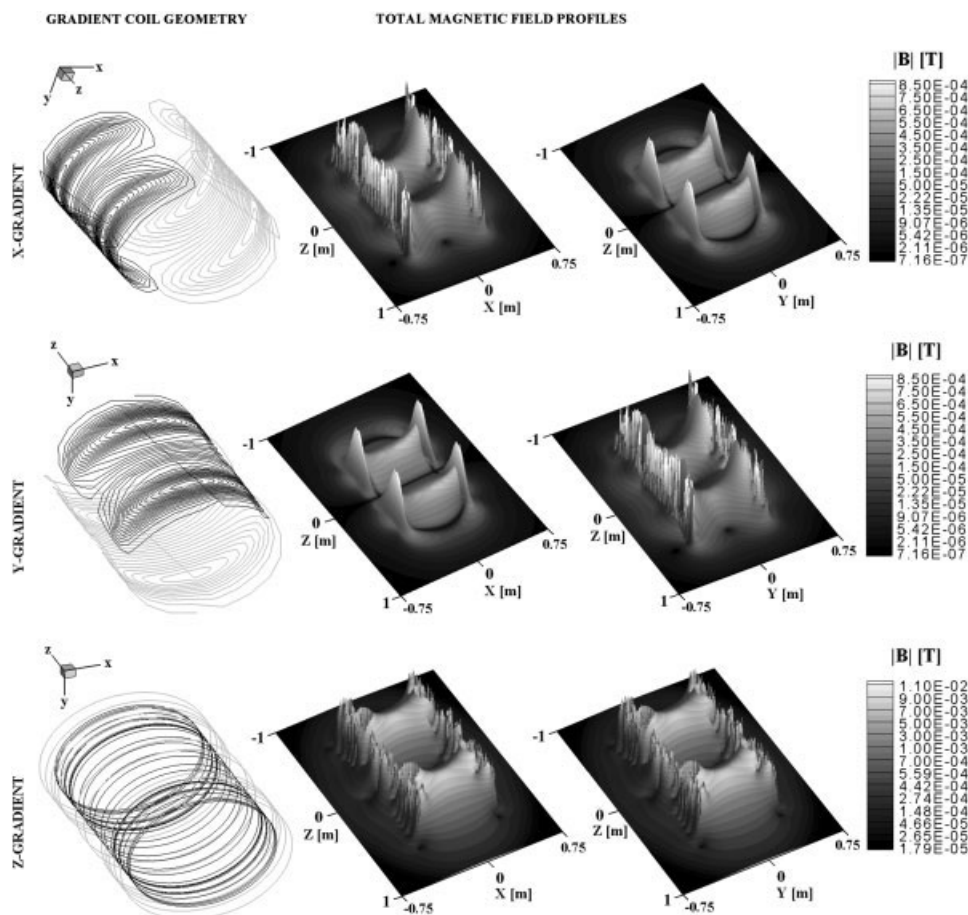 GRADIENT COIL GEOMETRY TOTAL MAGNETIC FIELD PROFILES
X-GRADIENT
x
y
z
-1
0
Z [m]
1
-0.75
0
X [m]
0.75
-1
0
Z [m]
1
-0.75
0
Y [m]
0.75
|B| [T]
8.50E-04
7.50E-04
6.50E-04
5.50E-04
4.50E-04
3.50E-04
2.50E-04
1.50E-04
5.00E-05
2.22E-05
1.35E-05
9.07E-06
5.42E-06
2.11E-06
7.16E-07
Y-GRADIENT
z
x
y
-1
0
Z [m]
1
-0.75
0
X [m]
0.75
-1
0
Z [m]
1
-0.75
0
Y [m]
0.75
|B| [T]
8.50E-04
7.50E-04
6.50E-04
5.50E-04
4.50E-04
3.50E-04
2.50E-04
1.50E-04
5.00E-05
2.22E-05
1.35E-05
9.07E-06
5.42E-06
2.11E-06
7.16E-07
Z-GRADIENT
z
x
y
-1
0
Z [m]
1
-0.75
0
X [m]
0.75
-1
0
Z [m]
1
-0.75
0
Y [m]
0.75
|B| [T]
1.10E-02
9.00E-03
7.00E-03
5.00E-03
3.00E-03
1.00E-03
7.00E-04
5.59E-04
4.42E-04
2.74E-04
1.48E-04
4.66E-05
2.65E-05
1.79E-05